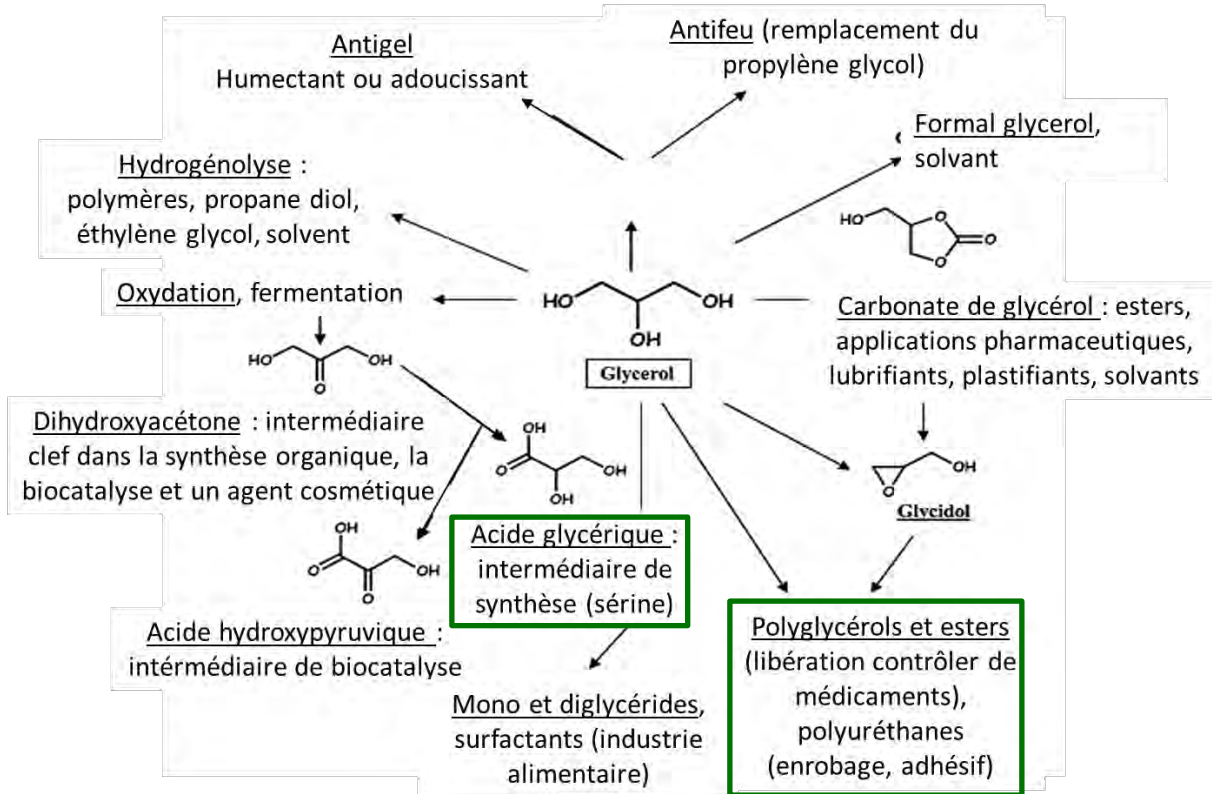 Antigel
Humectant ou adoucissant
Antifeu (remplacement du
propylène glycol)
Formal glycerol,
solvant
HO
O
O
O
Hydrogénolyse :
polymères, propane diol,
éthylène glycol, solvent
Oxydation, fermentation
HO
OH
O
HO
OH
OH
Glycerol
Carbonate de glycérol : esters,
applications pharmaceutiques,
lubrifiants, plastifiants, solvants
Dihydroxyacétone : intermédiaire
clef dans la synthèse organique, la
biocatalyse et un agent cosmétique
OH
O
OH
OH
O
OH
Glycidol
OH
O
OH
O
Acide glycérique :
intermédiaire de
synthèse (sérine)
Acide hydroxypyruvique :
intérmédiaire de biocatalyse
Mono et diglycérides,
surfactants (industrie
alimentaire)
Polyglycérols et esters
(libération contrôler de
médicaments),
polyuréthanes
(enrobage, adhésif)